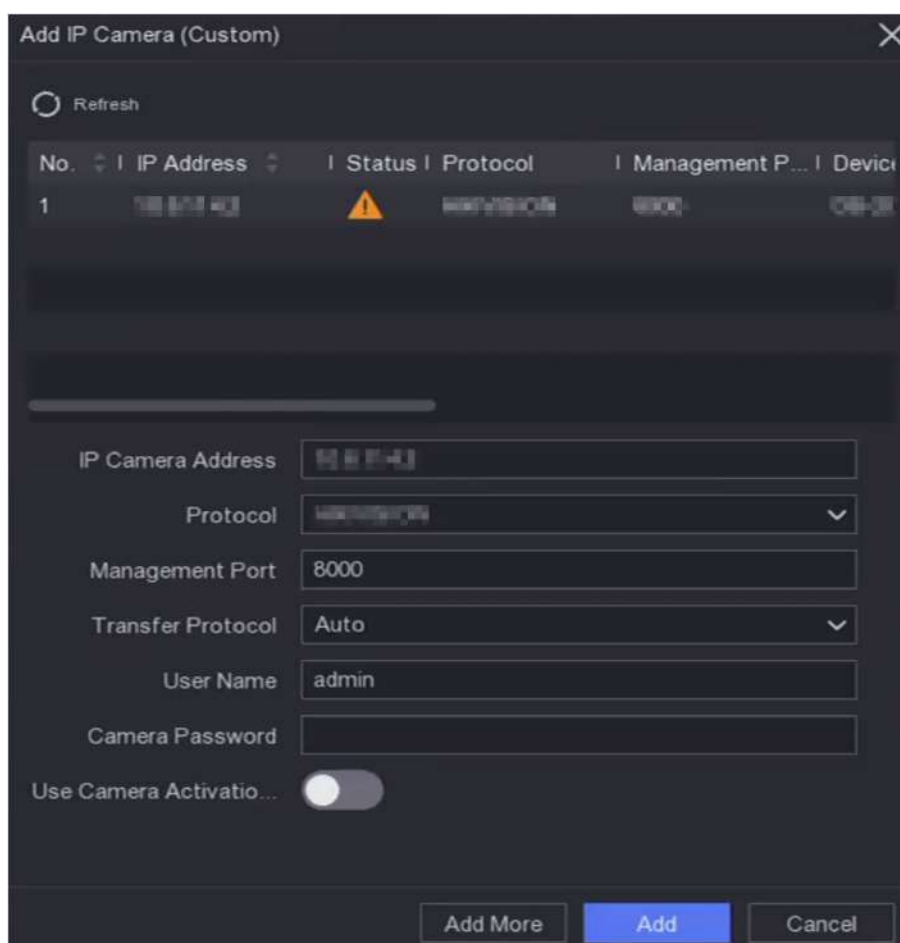 Add IP Camera (Custom)
Refresh
No. IP Address Status Protocol Management P... Device
1
IP Camera Address
Protocol
Management Port 8000
Transfer Protocol Auto
User Name admin
Camera Password
Use Camera Activatio...
Add More Add Cancel